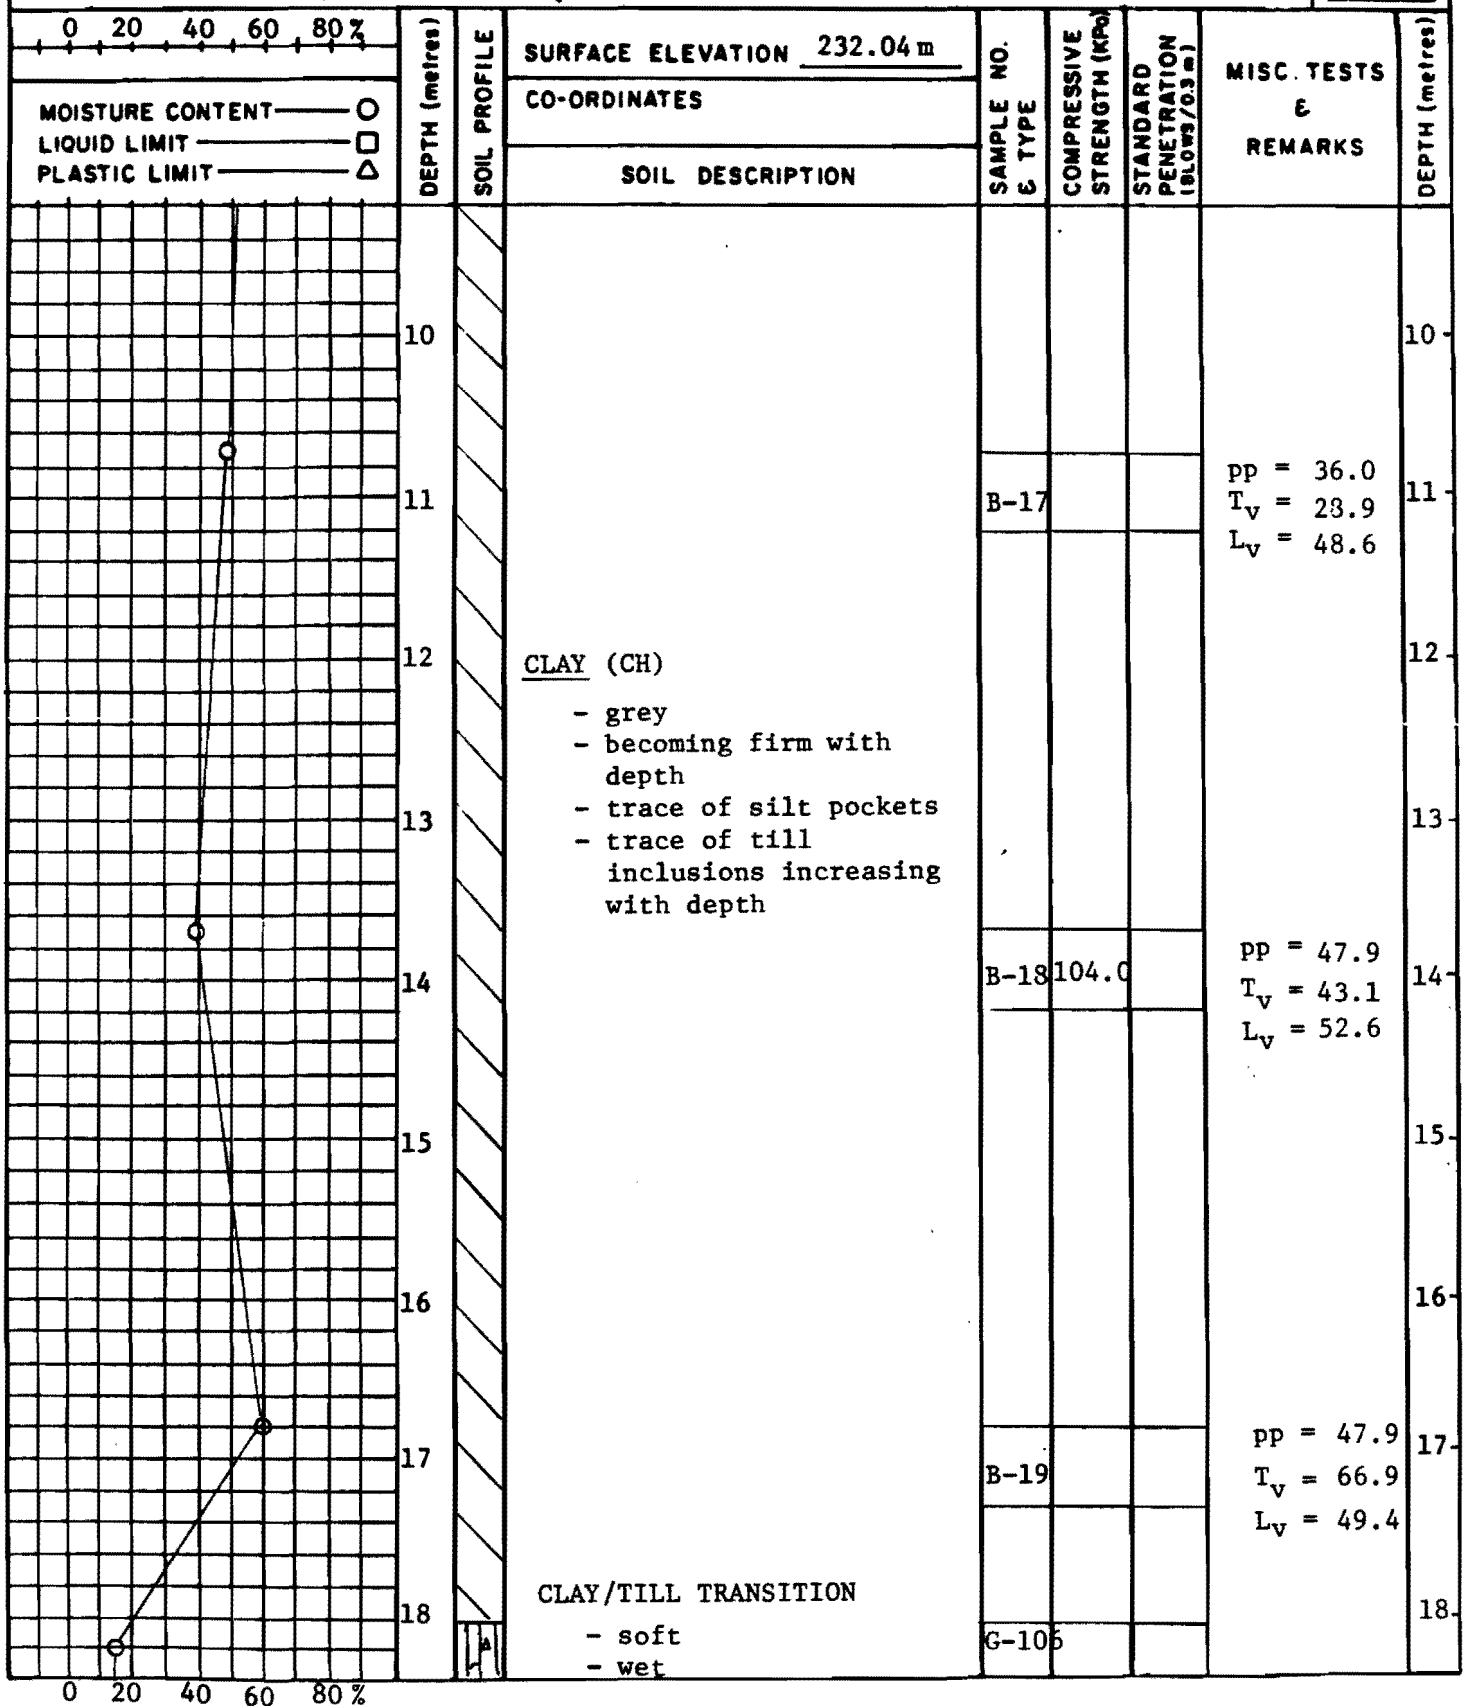 0 20 40 60 80 %
MOISTURE CONTENT
LIQUID LIMIT
PLASTIC LIMIT
DEPTH (metres)
SOIL PROFILE
SURFACE ELEVATION 232.04 m
CO-ORDINATES
SOIL DESCRIPTION
SAMPLE NO.
& TYPE
COMPRESSIVE
STRENGTH (KPa)
STANDARD
PENETRATION
(BLOWS/0.3 m)
MISC. TESTS
&
REMARKS
DEPTH (metres)
10 10
B-17
pp = 36.0
11 11
Tv = 28.9
Lv = 48.6
12 12
CLAY (CH)
- grey
- becoming firm with
depth
- trace of silt pockets
13 13
- trace of till
inclusions increasing
with depth
pp = 47.9
14 B-18 104.0 14
Tv = 43.1
Lv = 52.6
15 15
16 16
pp = 47.9
17 17
B-19 Tv = 66.9
Lv = 49.4
CLAY/TILL TRANSITION
18 18
- soft
G-106
- wet
0 20 40 60 80 %